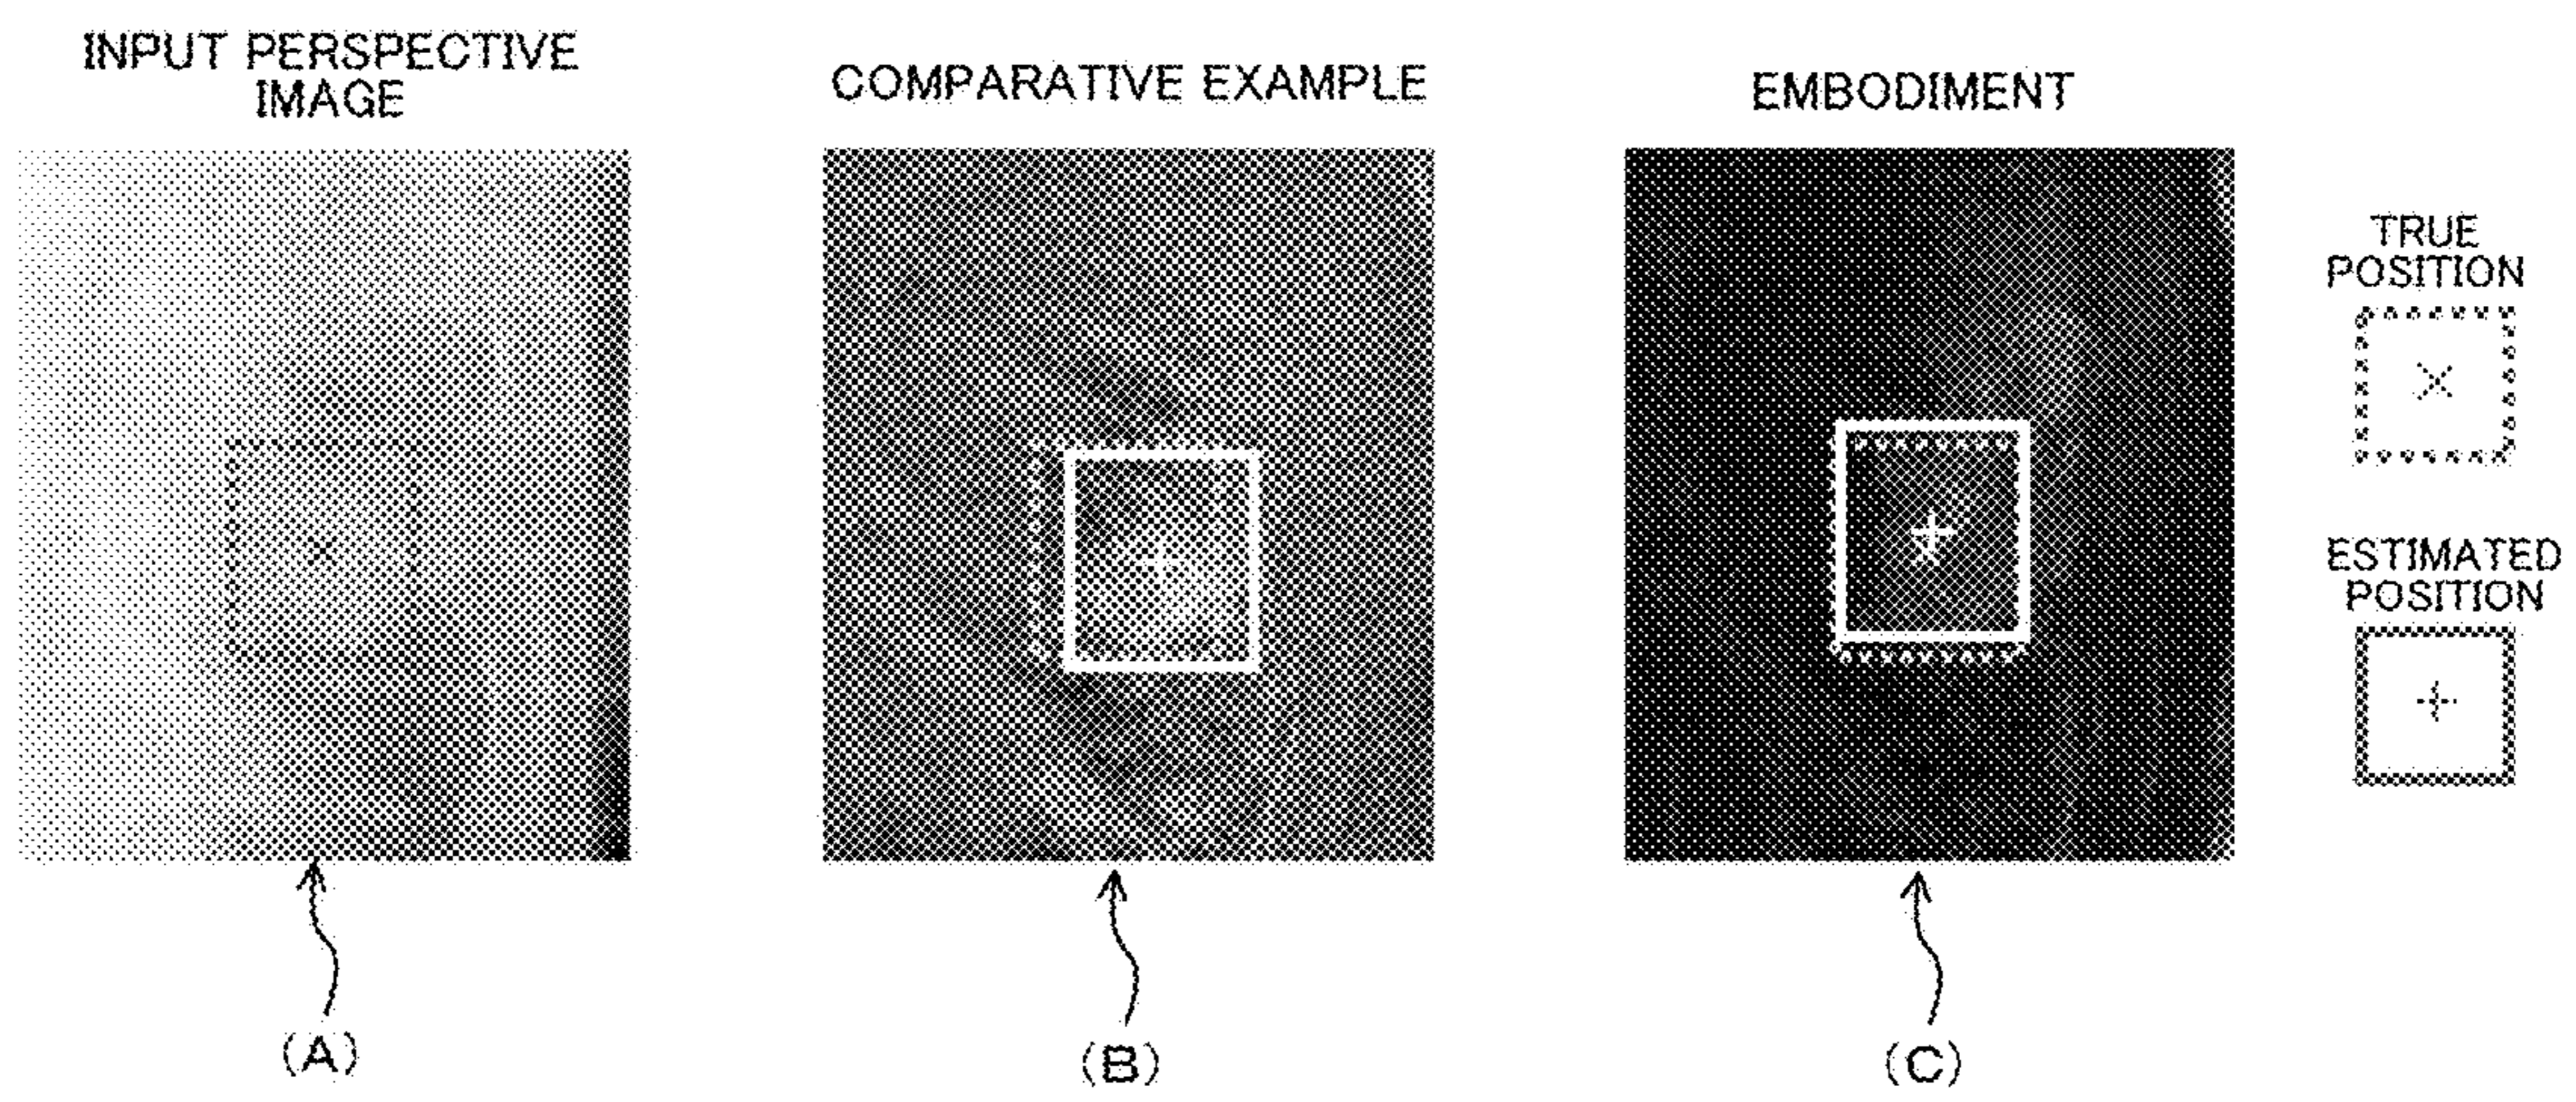 INPUT PERSPECTIVE
IMAGE
COMPARATIVE EXAMPLE
EMBODIMENT
TRUE
POSITION
ESTIMATED
POSITION
(A)
(B)
(C)